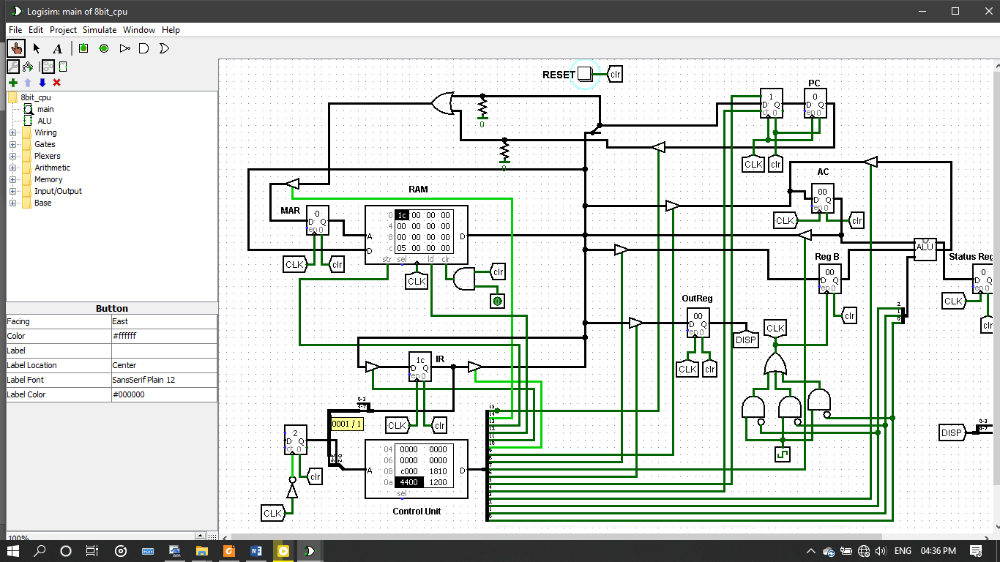 Logisim: main of 8bit_cpu
File Edit Project Simulate Window Help
A
8bit_cpu
main
ALU
Wiring
Gates
Plexers
Arithmetic
Memory
Input/Output
Base
Button
Facing East
Color #ffffff
Label
Label Location Center
Label Font SansSerif Plain 12
Label Color #000000
100%
RESET clr
PC
1
D
ct 0
0
D Q
en 0
0
0
CLK clr
AC
00
D Q
en 0
CLK clr
RAM
MAR
0
D Q
en 0
CLK clr
0 1c 00 00 00
4 00 00 00 00
8 00 00 00 00
c 05 00 00 00
A
D
D
str sel ld clr
CLK
clr
0
ALU
Reg B
00
D Q
en 0
clr
Status Reg
0
D
en 0
CLK
clr
OutReg
00
D Q
en 0
DISP
CLK clr
CLK
2
1
0
IR
1c
D Q
en 0
CLK clr
0-3
4-7
0001 / 1
2
D Q
ct 0
clr
CLK
3-6 0-2
A
04 0000 0000
06 0000 0000
08 c000 1810
0a 4400 1200
D
sel
Control Unit
15
14
13
12
11
10
DISP
0-3
4-7
ENG 04:36 PM